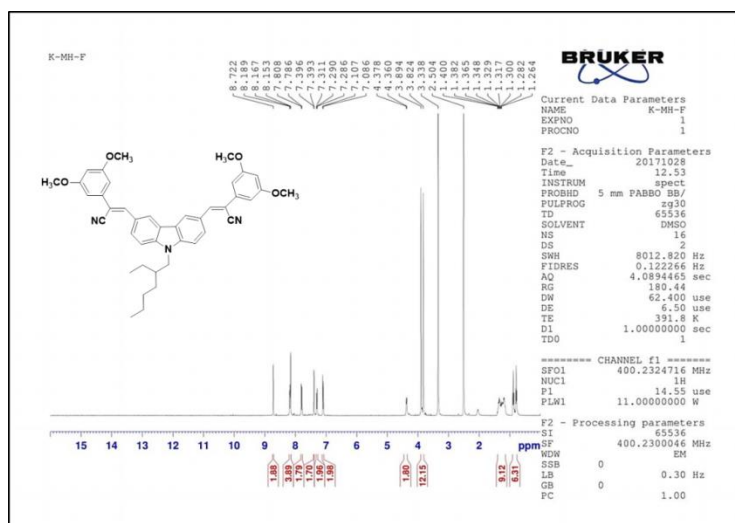 K-MH-F
8.722
8.189
8.167
8.153
7.808
7.786
7.396
7.393
7.311
7.290
7.286
7.107
7.086
4.378
4.360
3.894
3.824
3.338
2.504
1.400
1.382
1.365
1.348
1.329
1.317
1.300
1.282
1.264
BRUKER
Current Data Parameters
NAME K-MH-F
EXPNO 1
PROCNO 1
F2 - Acquisition Parameters
Date_ 20171028
Time 12.53
INSTRUM spect
PROBHD 5 mm PABBO BB/
PULPROG zg30
TD 65536
SOLVENT DMSO
NS 16
DS 2
SWH 8012.820 Hz
FIDRES 0.122266 Hz
AQ 4.0894465 sec
RG 180.44
DW 62.400 use
DE 6.50 use
TE 391.8 K
D1 1.00000000 sec
TD0 1
======== CHANNEL f1 ========
SFO1 400.2324716 MHz
NUC1 1H
P1 14.55 use
PLW1 11.00000000 W
F2 - Processing parameters
SI 65536
SF 400.2300046 MHz
WDW EM
SSB 0
LB 0.30 Hz
GB 0
PC 1.00
OCH₃ OCH₃
H₃CO OCH₃
NC CN
N
15 14 13 12 11 10 9 8 7 6 5 4 3 2 1 ppm
1.88
3.89
1.79
1.70
1.96
1.98
1.80
12.15
9.12
6.31